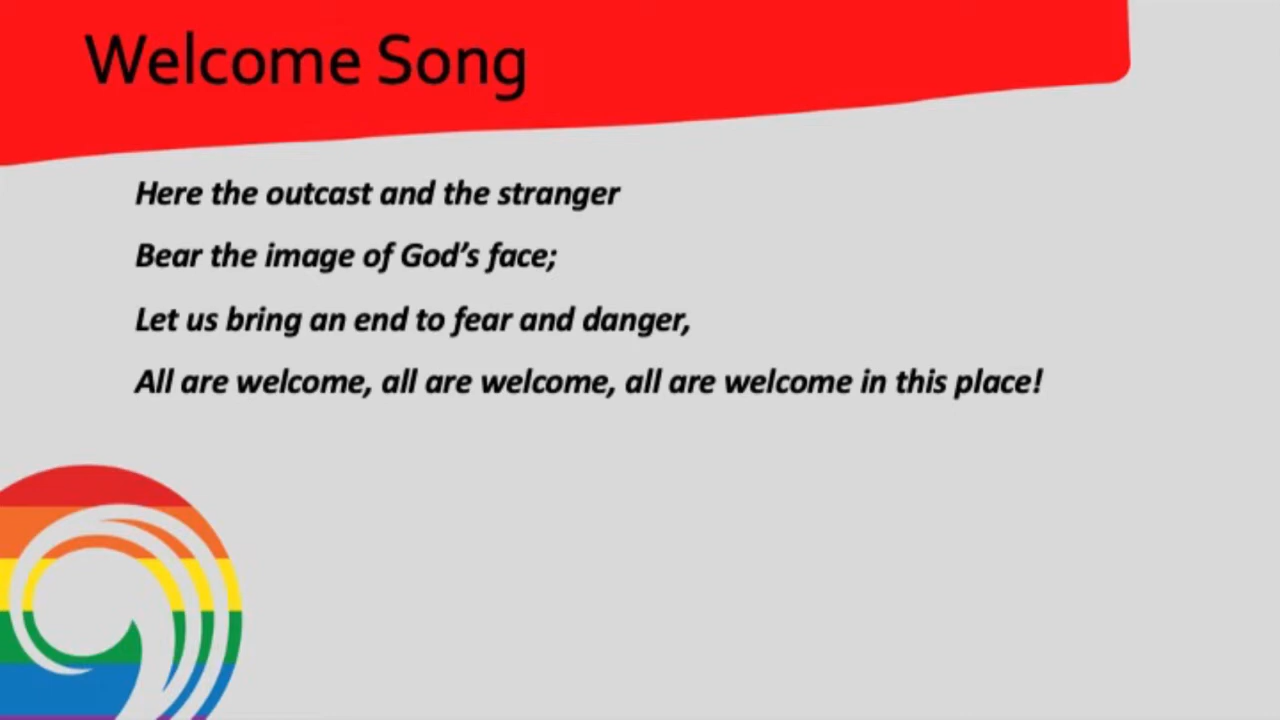 Welcome Song
Here the outcast and the stranger
Bear the image of God’s face;
Let us bring an end to fear and danger,
All are welcome, all are welcome, all are welcome in this place!